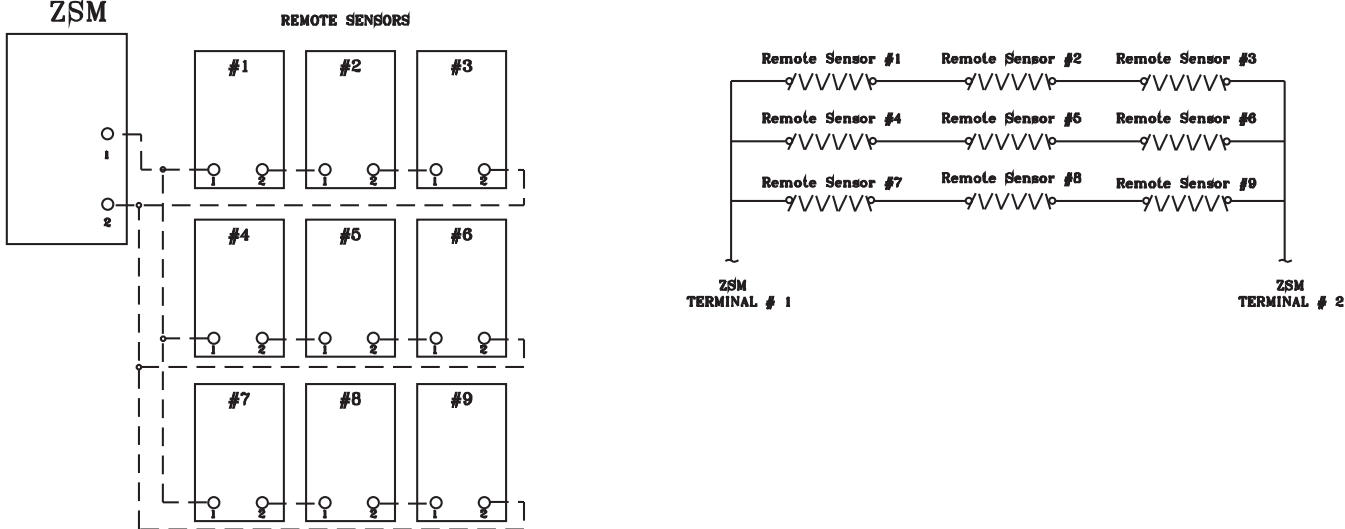 ZSM
REMOTE SENSORS
#1 #2 #3
1
1 2 1 2 1 2
2
#4 #5 #6
1 2 1 2 1 2
#7 #8 #9
1 2 1 2 1 2
Remote Sensor #1 Remote Sensor #2 Remote Sensor #3
Remote Sensor #4 Remote Sensor #5 Remote Sensor #6
Remote Sensor #7 Remote Sensor #8 Remote Sensor #9
ZSM
TERMINAL # 1
ZSM
TERMINAL # 2